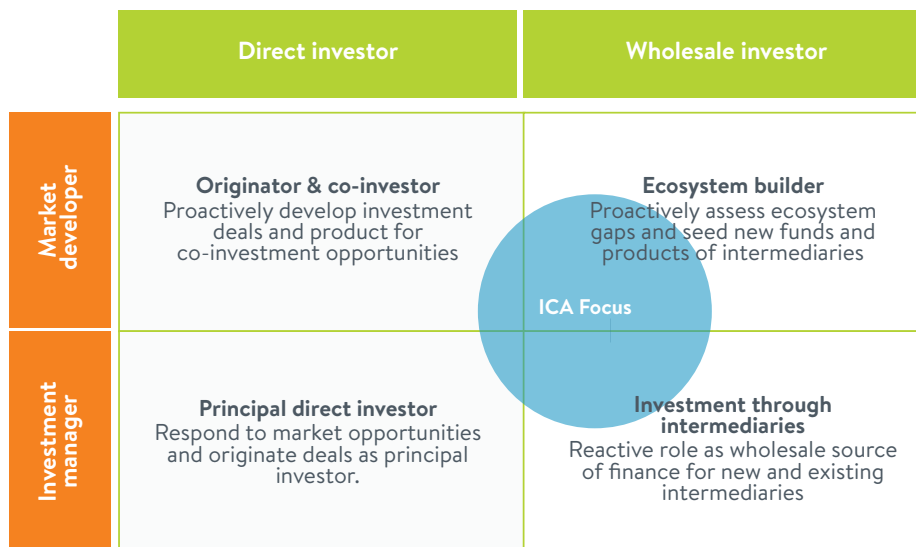 Direct investor
Wholesale investor
Market
developer
Originator & co-investor
Proactively develop investment
deals and product for
co-investment opportunities
Ecosystem builder
Proactively assess ecosystem
gaps and seed new funds and
products of intermediaries
ICA Focus
Investment
manager
Principal direct investor
Respond to market opportunities
and originate deals as principal
investor.
Investment through
intermediaries
Reactive role as wholesale source
of finance for new and existing
intermediaries